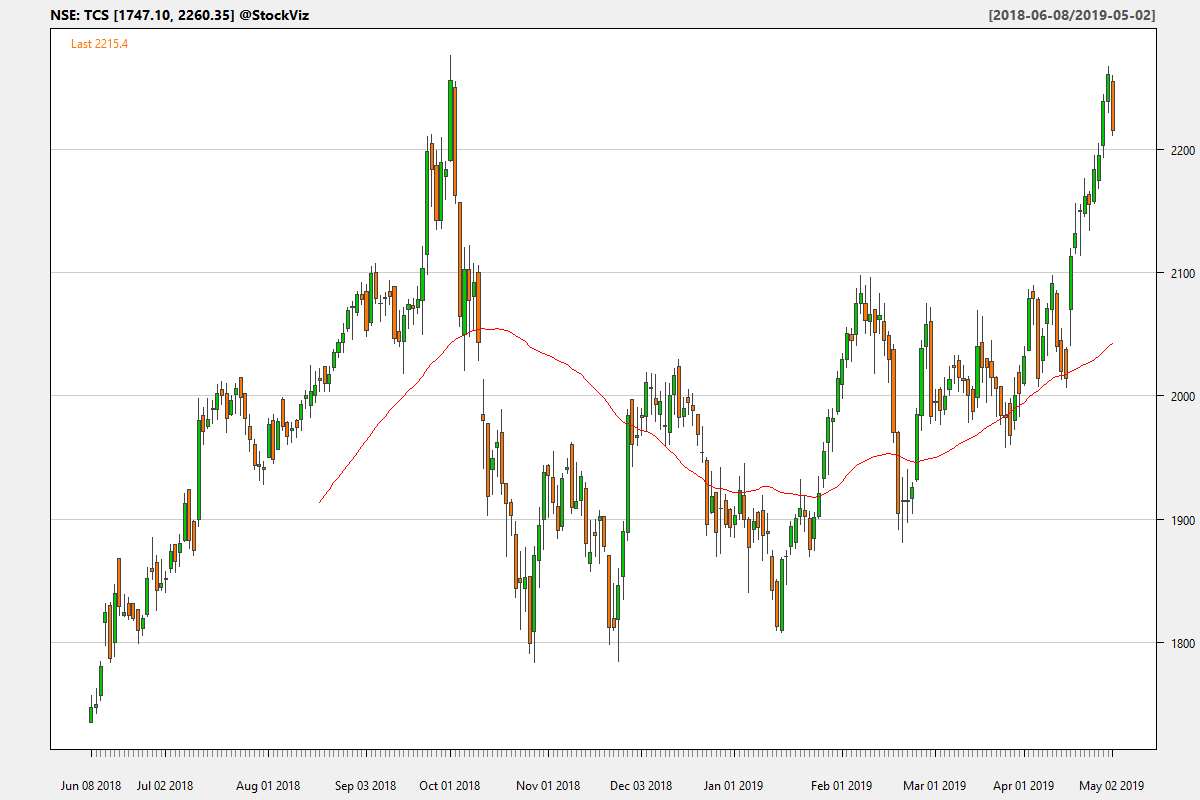 NSE: TCS [1747.10, 2260.35] @StockViz [2018-06-08/2019-05-02]
Last 2215.4
2200
2100
2000
1900
1800
Jun 08 2018 Jul 02 2018 Aug 01 2018 Sep 03 2018 Oct 01 2018 Nov 01 2018 Dec 03 2018 Jan 01 2019 Feb 01 2019 Mar 01 2019 Apr 01 2019 May 02 2019